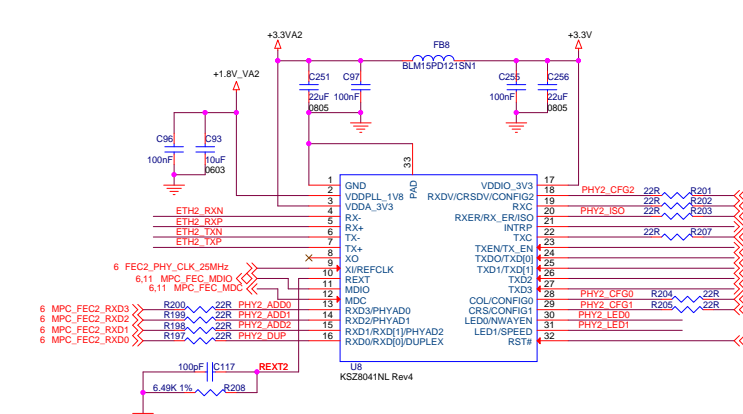 +3.3VA2
+3.3V
FB8
BLM15PD121SN1
+1.8V_VA2
C251
22uF
0805
C97
100nF
C255
100nF
C256
22uF
0805
C96
100nF
C93
10uF
0603
33
PAD
1 GND
2 VDDPLL_1V8
3 VDDA_3V3
ETH2_RXN 4 RX-
ETH2_RXP 5 RX+
ETH2_TXN 6 TX-
ETH2_TXP 7 TX+
8 XO
6 FEC2_PHY_CLK_25MHz 9 XI/REFCLK
10 REXT
6,11 MPC_FEC_MDIO 11 MDIO
6,11 MPC_FEC_MDC 12 MDC
6 MPC_FEC2_RXD3 R200 22R PHY2_ADD0 13 RXD3/PHYAD0
6 MPC_FEC2_RXD2 R199 22R PHY2_ADD1 14 RXD2/PHYAD1
6 MPC_FEC2_RXD1 R198 22R PHY2_ADD2 15 RXD1/RXD[1]/PHYAD2
6 MPC_FEC2_RXD0 R197 22R PHY2_DUP 16 RXD0/RXD[0]/DUPLEX
VDDIO_3V3 17
RXDV/CRSDV/CONFIG2 18 PHY2_CFG2 22R R201
RXC 19 22R R202
RXER/RX_ER/ISO 20 PHY2_ISO 22R R203
INTRP 21
TXC 22 22R R207
TXEN/TX_EN 23
TXDO/TXD[0] 24
TXD1/TXD[1] 25
TXD2 26
TXD3 27
COL/CONFIG0 28 PHY2_CFG0 R204 22R
CRS/CONFIG1 29 PHY2_CFG1 R205 22R
LED0/NWAYEN 30 PHY2_LED0
LED1/SPEED 31 PHY2_LED1
RST# 32
U8
KSZ8041NL Rev4
100pF C117 REXT2
6.49K 1% R208